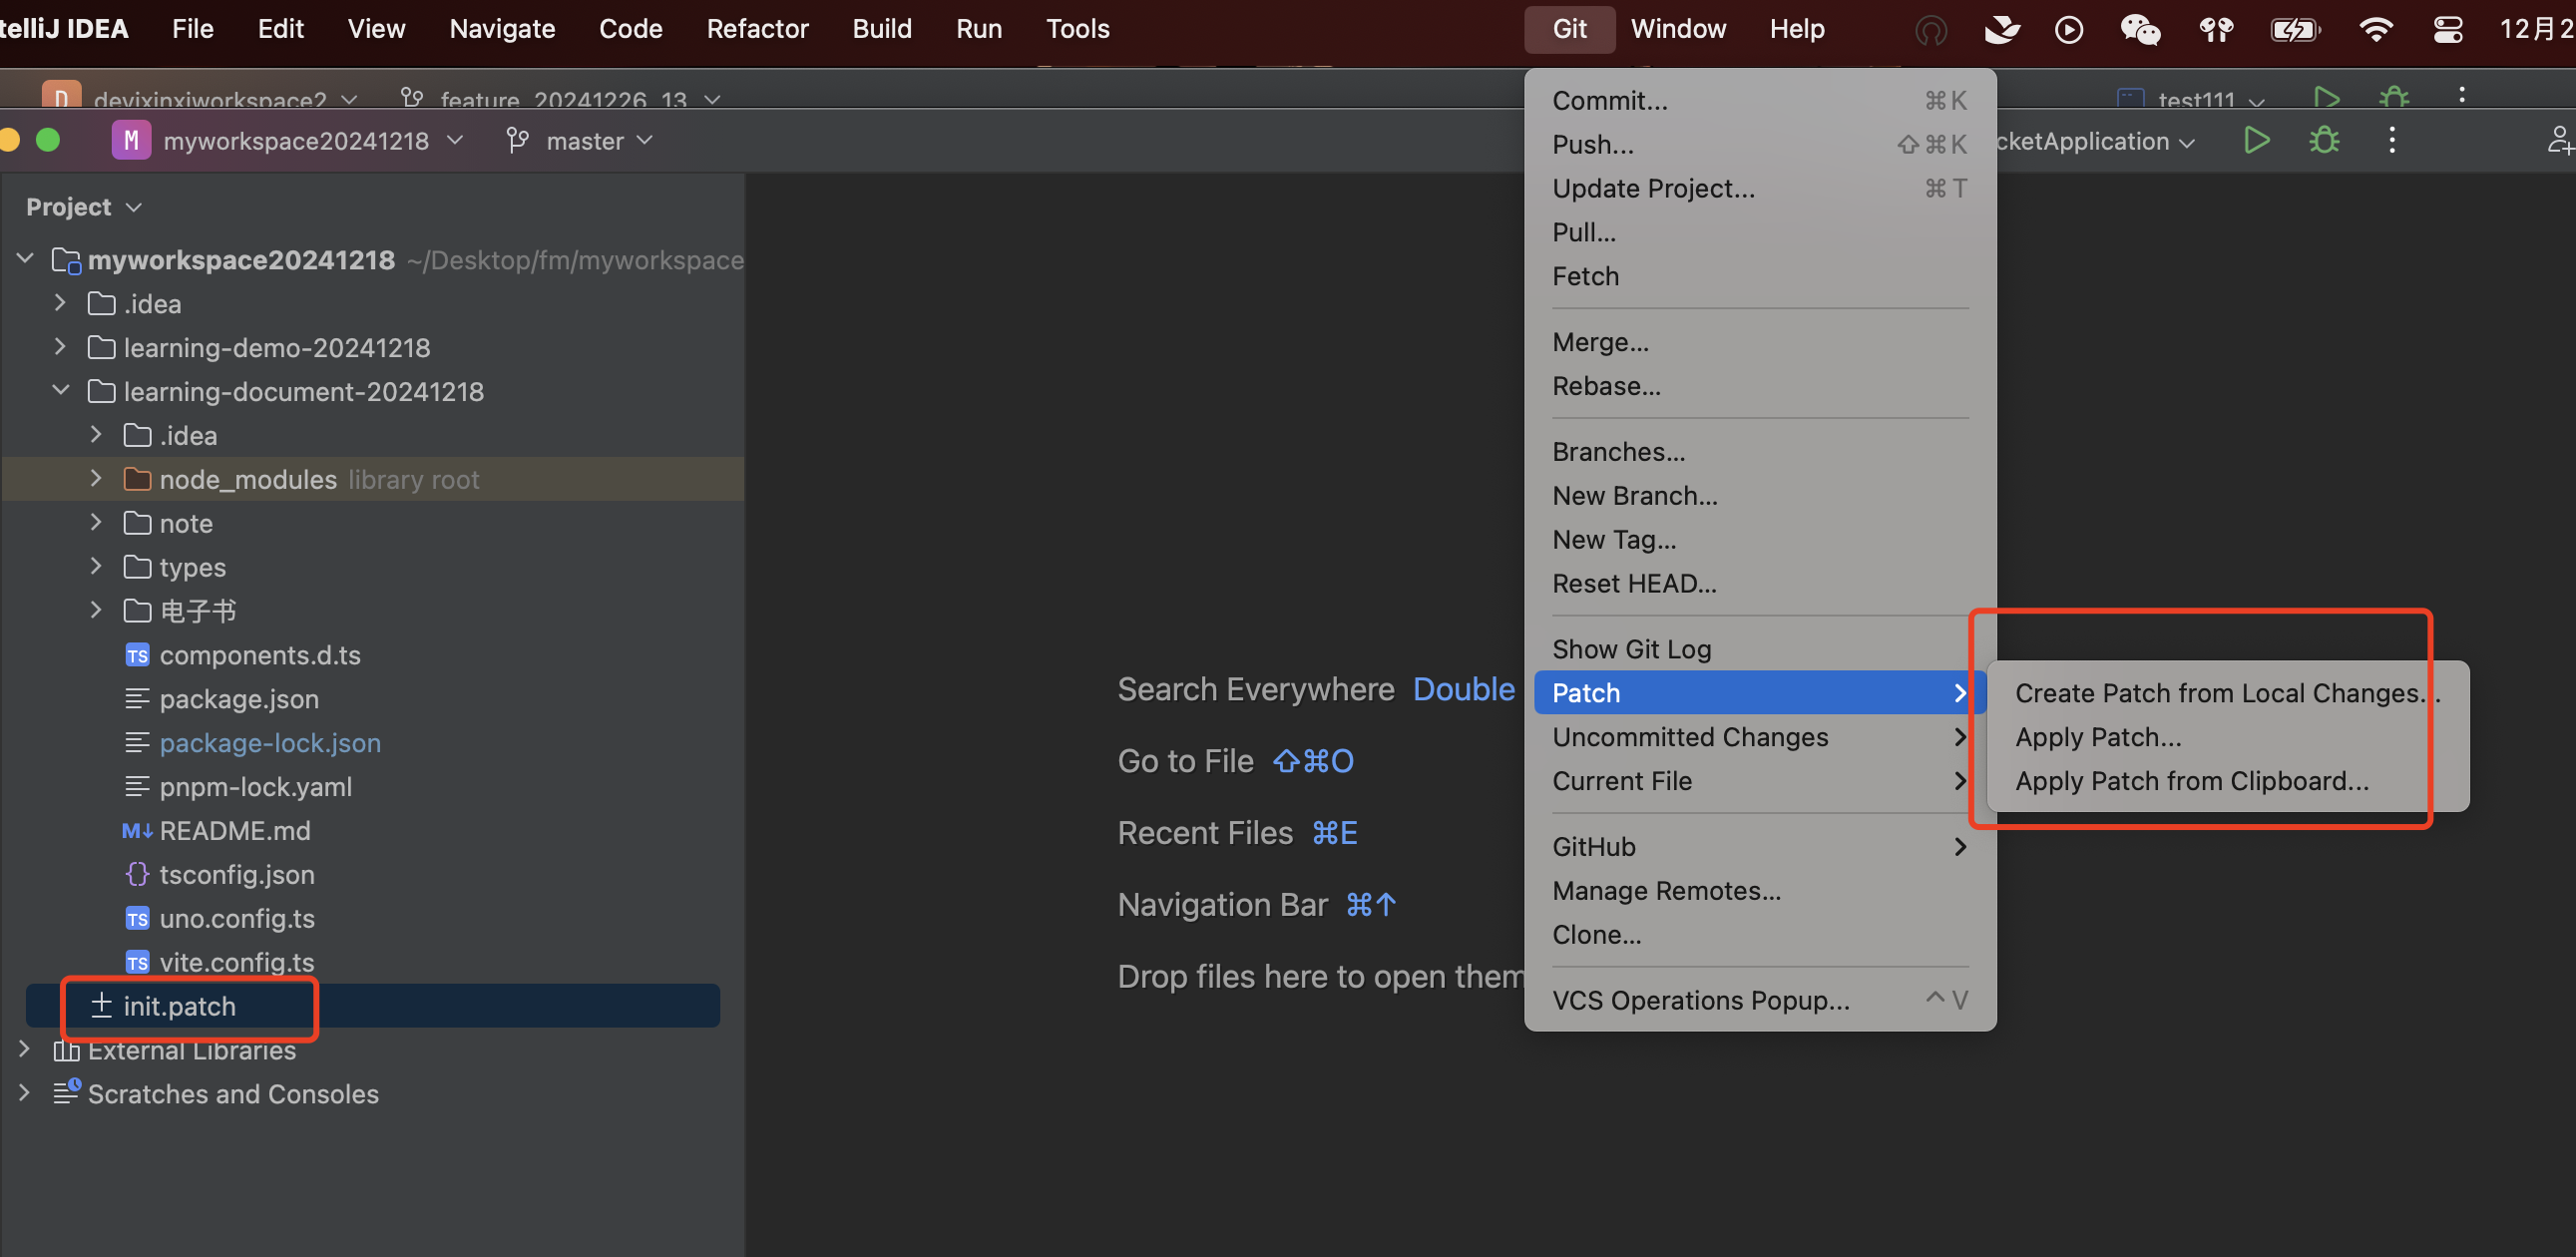 telliJ IDEA File Edit View Navigate Code Refactor Build Run Tools Git Window Help 12月2
D devixinxiworkspace2 feature_20241226_13 test111
M myworkspace20241218 master cketApplication
Project
myworkspace20241218 ~/Desktop/fm/myworkspace
.idea
learning-demo-20241218
learning-document-20241218
.idea
node_modules library root
note
types
电子书
TS components.d.ts
package.json
package-lock.json
pnpm-lock.yaml
M↓ README.md
{} tsconfig.json
TS uno.config.ts
TS vite.config.ts
init.patch
External Libraries
Scratches and Consoles
Search Everywhere Double
Go to File ⇧⌘O
Recent Files ⌘E
Navigation Bar ⌘↑
Drop files here to open them
Commit... ⌘K
Push... ⇧⌘K
Update Project... ⌘T
Pull...
Fetch
Merge...
Rebase...
Branches...
New Branch...
New Tag...
Reset HEAD...
Show Git Log
Patch
Uncommitted Changes
Current File
GitHub
Manage Remotes...
Clone...
VCS Operations Popup... ^V
Create Patch from Local Changes...
Apply Patch...
Apply Patch from Clipboard...